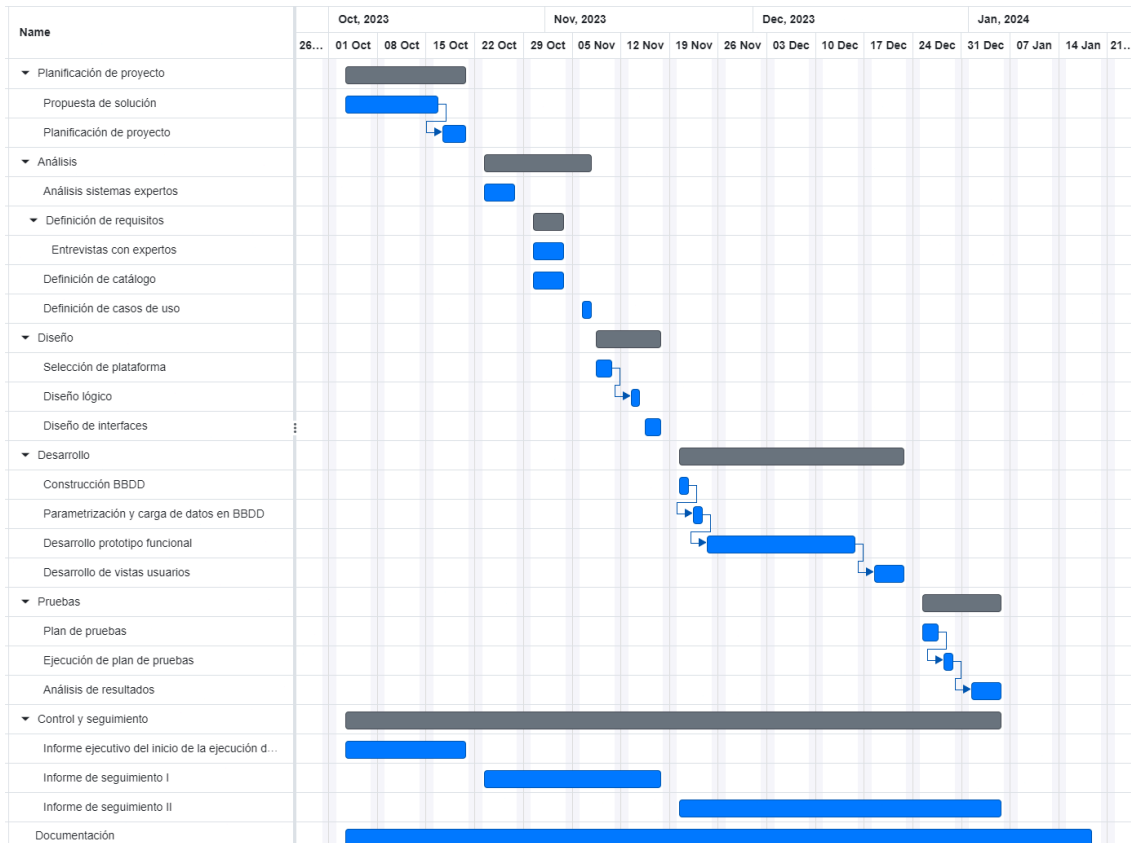 Name
Oct, 2023 Nov, 2023 Dec, 2023 Jan, 2024
26... 01 Oct 08 Oct 15 Oct 22 Oct 29 Oct 05 Nov 12 Nov 19 Nov 26 Nov 03 Dec 10 Dec 17 Dec 24 Dec 31 Dec 07 Jan 14 Jan 21...
Planificación de proyecto
Propuesta de solución
Planificación de proyecto
Análisis
Análisis sistemas expertos
Definición de requisitos
Entrevistas con expertos
Definición de catálogo
Definición de casos de uso
Diseño
Selección de plataforma
Diseño lógico
Diseño de interfaces
Desarrollo
Construcción BBDD
Parametrización y carga de datos en BBDD
Desarrollo prototipo funcional
Desarrollo de vistas usuarios
Pruebas
Plan de pruebas
Ejecución de plan de pruebas
Análisis de resultados
Control y seguimiento
Informe ejecutivo del inicio de la ejecución d...
Informe de seguimiento I
Informe de seguimiento II
Documentación